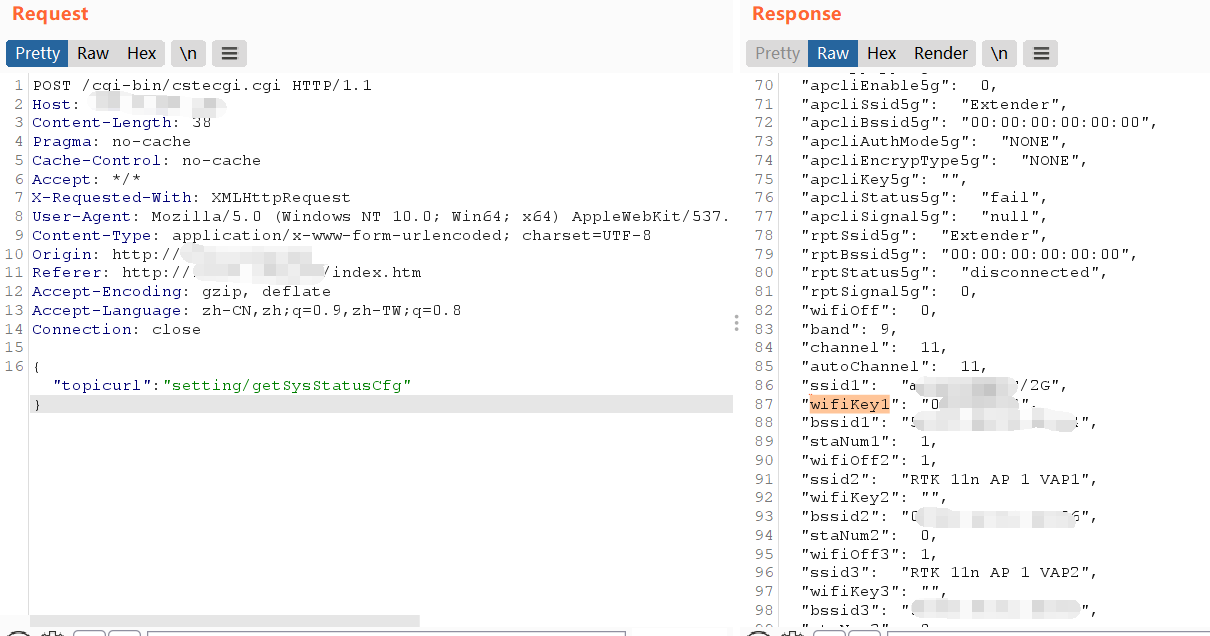 Request
Pretty Raw Hex \n
1 POST /cgi-bin/cstecgi.cgi HTTP/1.1
2 Host:
3 Content-Length: 38
4 Pragma: no-cache
5 Cache-Control: no-cache
6 Accept: */*
7 X-Requested-With: XMLHttpRequest
8 User-Agent: Mozilla/5.0 (Windows NT 10.0; Win64; x64) AppleWebKit/537.
9 Content-Type: application/x-www-form-urlencoded; charset=UTF-8
10 Origin: http://
11 Referer: http:// /index.htm
12 Accept-Encoding: gzip, deflate
13 Accept-Language: zh-CN,zh;q=0.9,zh-TW;q=0.8
14 Connection: close
15
16 {
"topicurl":"setting/getSysStatusCfg"
}
Response
Pretty Raw Hex Render \n
70 "apcliEnable5g": 0,
71 "apcliSsid5g": "Extender",
72 "apcliBssid5g": "00:00:00:00:00:00",
73 "apcliAuthMode5g": "NONE",
74 "apcliEncrypType5g": "NONE",
75 "apcliKey5g": "",
76 "apcliStatus5g": "fail",
77 "apcliSignal5g": "null",
78 "rptSsid5g": "Extender",
79 "rptBssid5g": "00:00:00:00:00:00",
80 "rptStatus5g": "disconnected",
81 "rptSignal5g": 0,
82 "wifiOff": 0,
83 "band": 9,
84 "channel": 11,
85 "autoChannel": 11,
86 "ssid1": "a /2G",
87 "wifiKey1": "0 ",
88 "bssid1": " ",
89 "staNum1": 1,
90 "wifiOff2": 1,
91 "ssid2": "RTK 11n AP 1 VAP1",
92 "wifiKey2": "",
93 "bssid2": "0 6",
94 "staNum2": 0,
95 "wifiOff3": 1,
96 "ssid3": "RTK 11n AP 1 VAP2",
97 "wifiKey3": "",
98 "bssid3": " ",